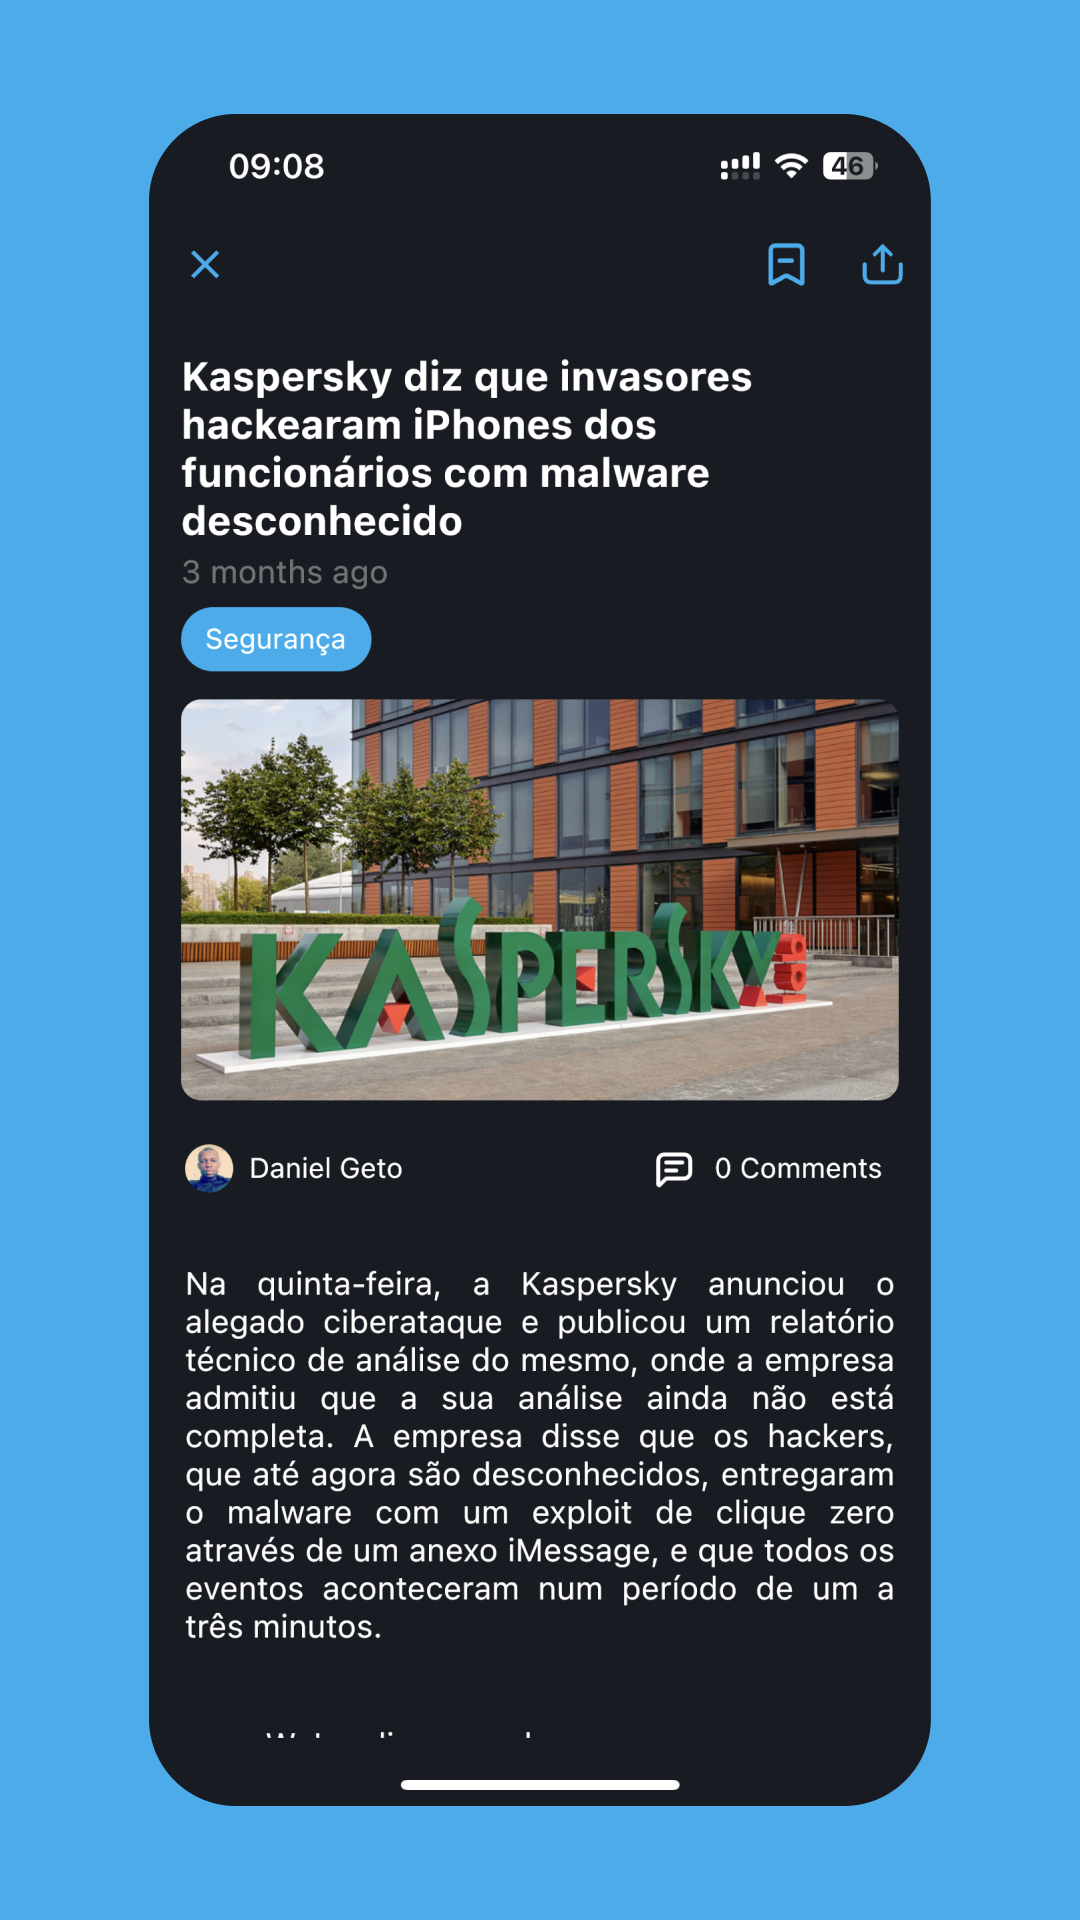 09:08
46
Kaspersky diz que invasores
hackearam iPhones dos
funcionários com malware
desconhecido
3 months ago
Segurança
KASPERSKY
Daniel Geto
0 Comments
Na quinta-feira, a Kaspersky anunciou o
alegado ciberataque e publicou um relatório
técnico de análise do mesmo, onde a empresa
admitiu que a sua análise ainda não está
completa. A empresa disse que os hackers,
que até agora são desconhecidos, entregaram
o malware com um exploit de clique zero
através de um anexo iMessage, e que todos os
eventos aconteceram num período de um a
três minutos.